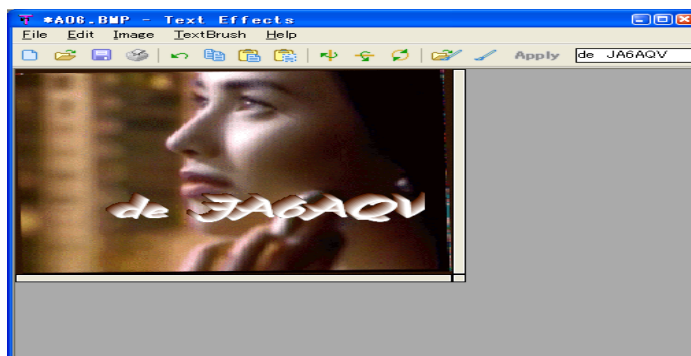 *A06.BMP - Text Effects
File Edit Image TextBrush Help
Apply de JA6AQV
de JA6AQV